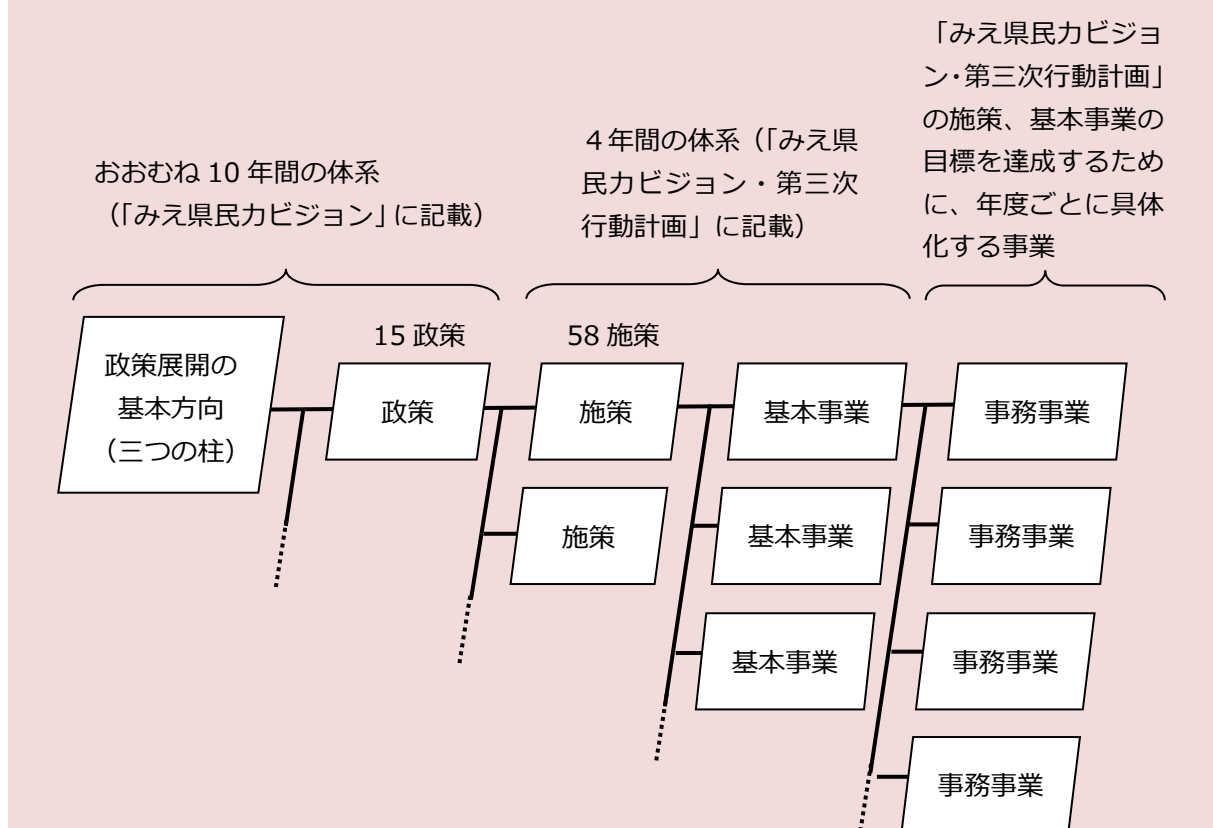 おおむね 10 年間の体系
（「みえ県民力ビジョン」に記載）
４年間の体系（「みえ県
民力ビジョン・第三次
行動計画」に記載）
「みえ県民力ビジョ
ン・第三次行動計画」
の施策、基本事業の
目標を達成するため
に、年度ごとに具体
化する事業
15 政策
58 施策
政策展開の
基本方向
（三つの柱）
政策
施策
基本事業
事務事業
施策
基本事業
事務事業
基本事業
事務事業
事務事業